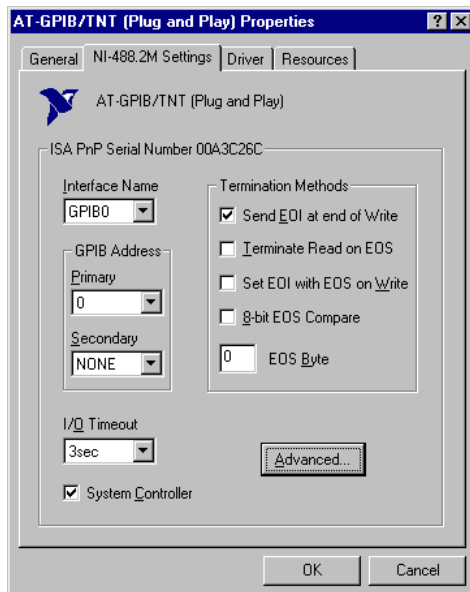 AT-GPIB/TNT (Plug and Play) Properties
General NI-488.2M Settings Driver Resources
AT-GPIB/TNT (Plug and Play)
ISA PnP Serial Number 00A3C26C
Interface Name
GPIB0
GPIB Address
Primary
0
Secondary
NONE
I/O Timeout
3sec
System Controller
Termination Methods
Send EOI at end of Write
Terminate Read on EOS
Set EOI with EOS on Write
8-bit EOS Compare
0 EOS Byte
Advanced...
OK Cancel